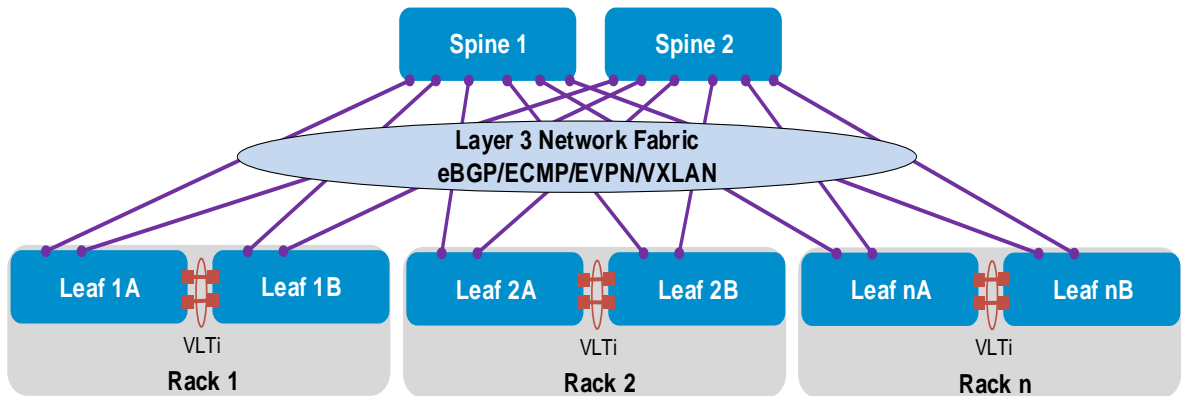 Spine 1
Spine 2
Layer 3 Network Fabric
eBGP/ECMP/EVPN/VXLAN
Leaf 1A
Leaf 1B
Leaf 2A
Leaf 2B
Leaf nA
Leaf nB
VLTi
VLTi
VLTi
Rack 1
Rack 2
Rack n